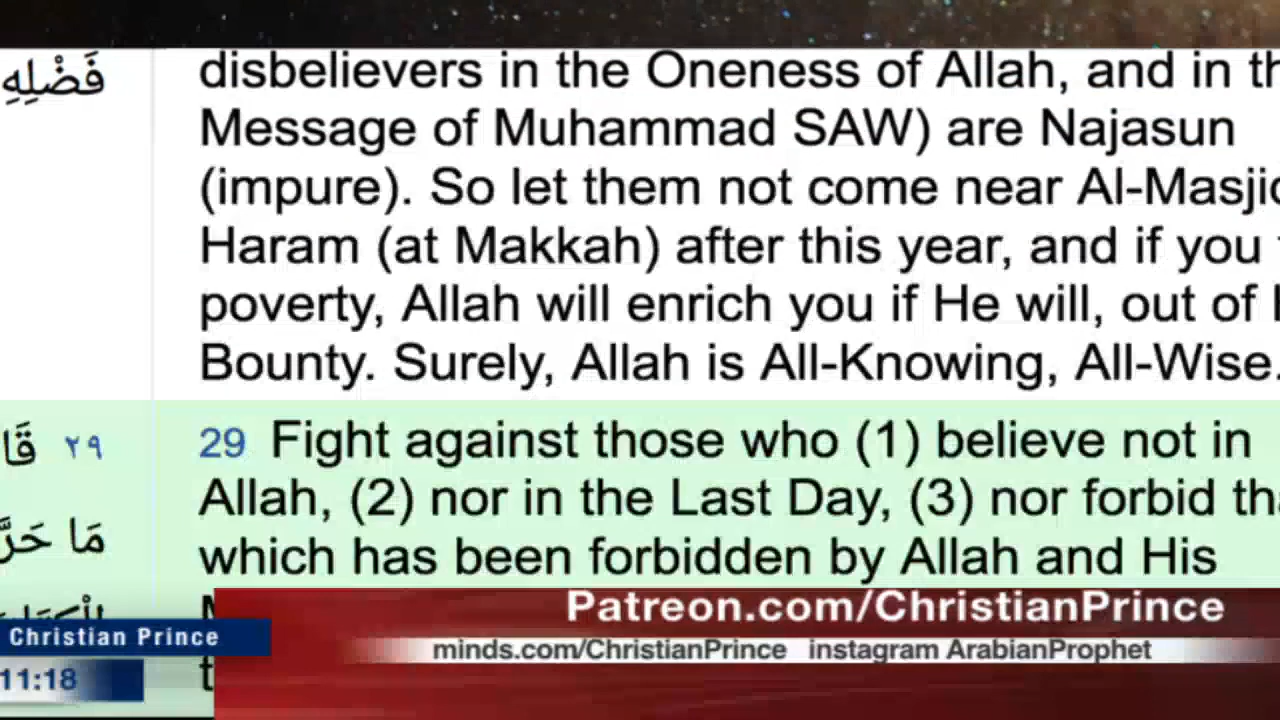 فَضْلِهِ
disbelievers in the Oneness of Allah, and in th
Message of Muhammad SAW) are Najasun
(impure). So let them not come near Al-Masji
Haram (at Makkah) after this year, and if you
poverty, Allah will enrich you if He will, out of
Bounty. Surely, Allah is All-Knowing, All-Wise.
٢٩ قَا
مَا حَرَّ
29 Fight against those who (1) believe not in
Allah, (2) nor in the Last Day, (3) nor forbid th
which has been forbidden by Allah and His
Patreon.com/ChristianPrince
Christian Prince
minds.com/ChristianPrince instagram ArabianProphet
11:18